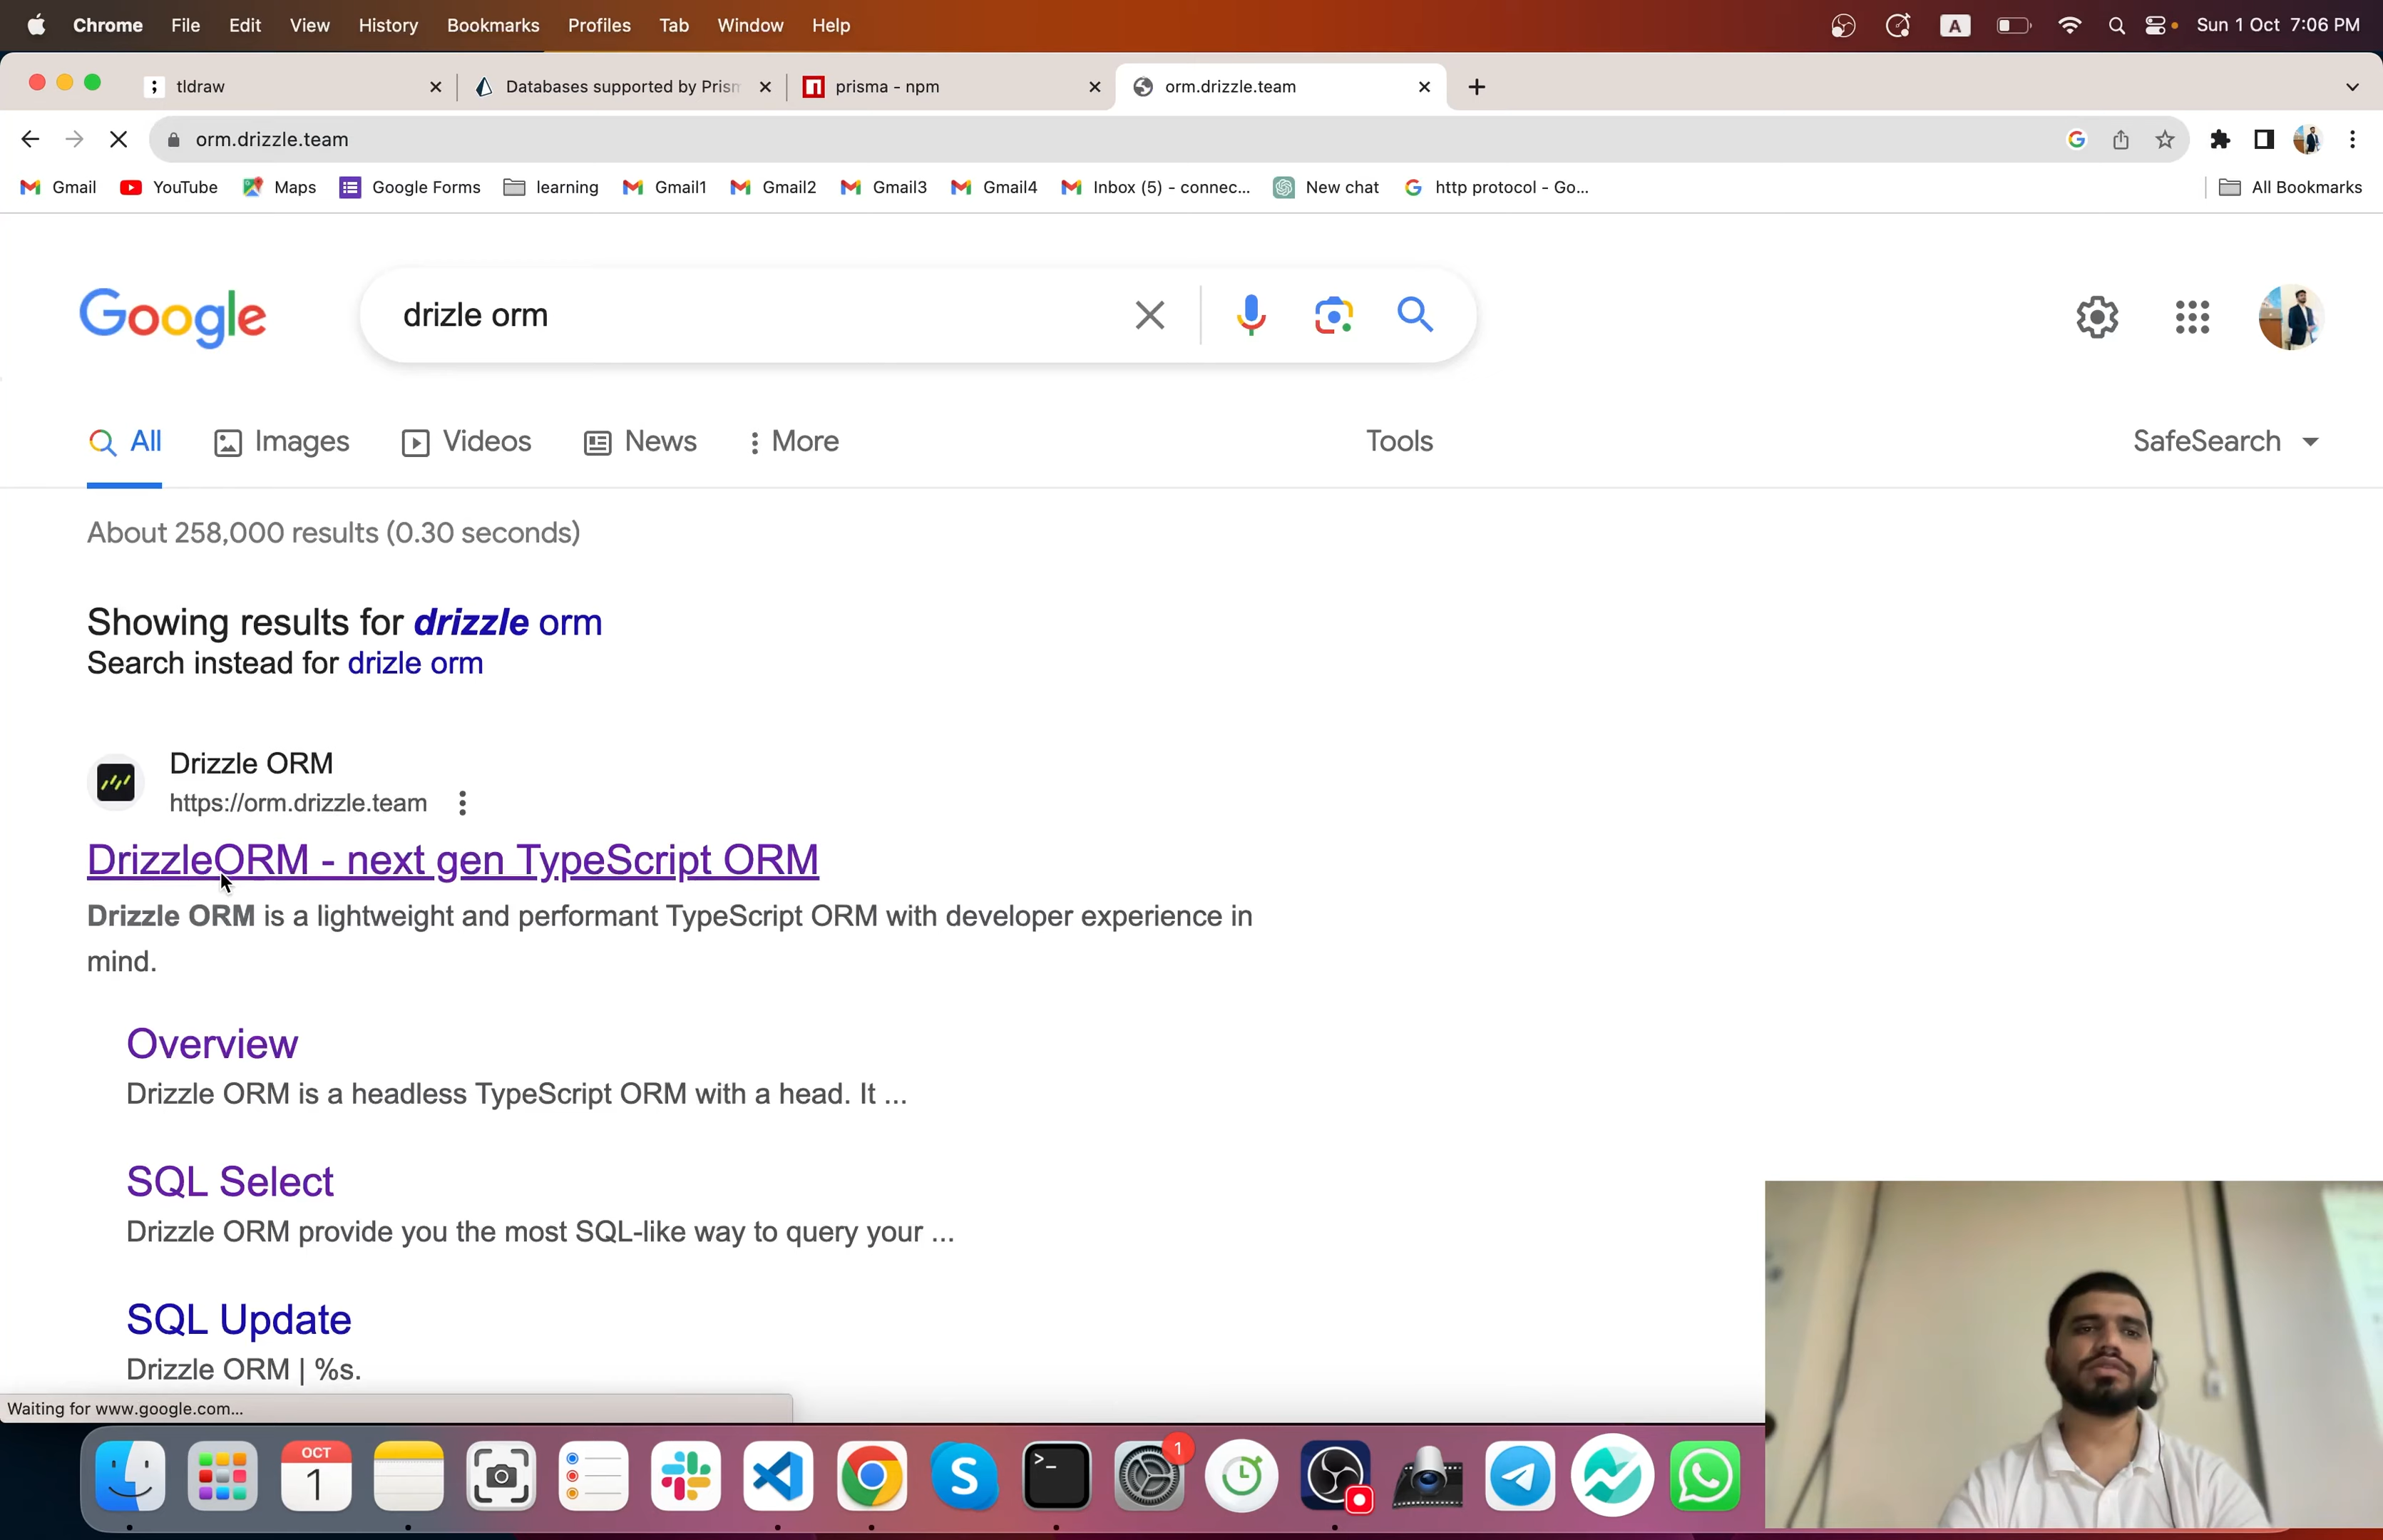 Chrome File Edit View History Bookmarks Profiles Tab Window Help A Sun 1 Oct 7:06 PM
; tldraw Databases supported by Prism prisma - npm orm.drizzle.team
orm.drizzle.team
Gmail YouTube Maps Google Forms learning Gmail1 Gmail2 Gmail3 Gmail4 Inbox (5) - connec... New chat http protocol - Go... All Bookmarks
Google drizle orm
All Images Videos News More Tools SafeSearch
About 258,000 results (0.30 seconds)
Showing results for drizzle orm
Search instead for drizle orm
Drizzle ORM
https://orm.drizzle.team
DrizzleORM - next gen TypeScript ORM
Drizzle ORM is a lightweight and performant TypeScript ORM with developer experience in
mind.
Overview
Drizzle ORM is a headless TypeScript ORM with a head. It ...
SQL Select
Drizzle ORM provide you the most SQL-like way to query your ...
SQL Update
Drizzle ORM | %s.
Waiting for www.google.com...
OCT
1
S
>_
1